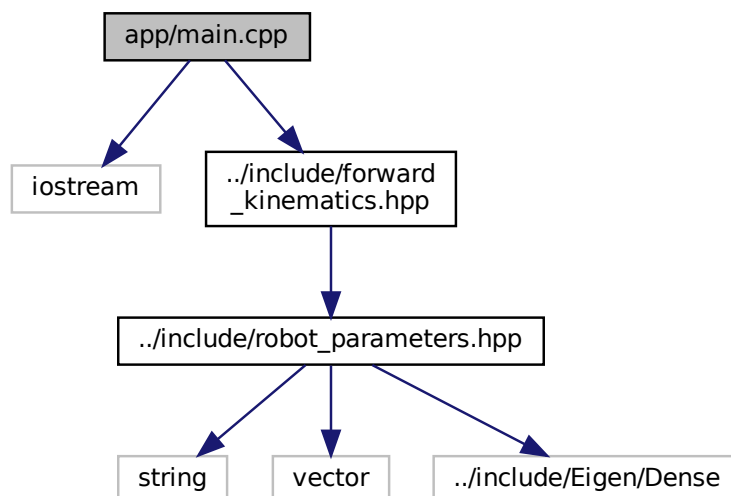 app/main.cpp
iostream
../include/forward
_kinematics.hpp
../include/robot_parameters.hpp
string
vector
../include/Eigen/Dense